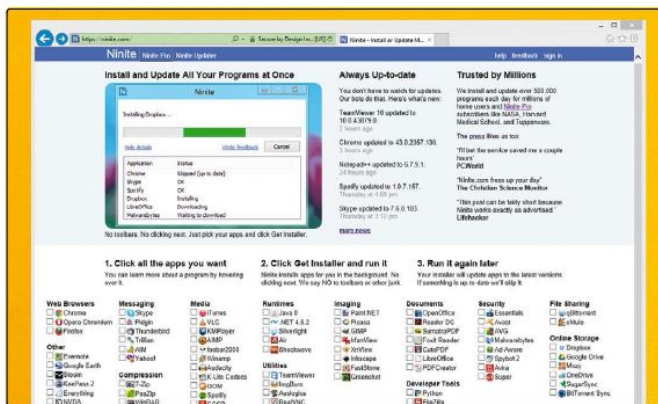 https://ninite.com/
Secure by Design Inc. [US]
Ninite - Install or Update M...
Ninite Ninite Pro Ninite Updater
help feedback sign in
Install and Update All Your Programs at Once
Ninite
Installing Dropbox...
Hide details
Write feedback
Cancel
Application Status
Chrome Skipped (up to date)
Skype OK
Spotify OK
Dropbox Installing
LibreOffice Downloading
Malwarebytes Waiting to download
No toolbars. No clicking next. Just pick your apps and click Get Installer.
Always Up-to-date
You don't have to watch for updates.
Our bots do that. Here's what's new:
TeamViewer 10 updated to
10.0.43879.0.
2 hours ago
Chrome updated to 43.0.2357.130.
3 hours ago
Notepad++ updated to 6.7.9.1.
24 hours ago
Spotify updated to 1.0.7.157.
Thursday at 4:59 pm
Skype updated to 7.6.0.103.
Thursday at 3:12 pm
more news
Trusted by Millions
We install and update over 500,000
programs each day for millions of
home users and Ninite Pro
subscribers like NASA, Harvard
Medical School, and Tupperware.
The press likes us too:
"I'll bet the service saved me a couple
hours"
PCWorld
"Ninite.com frees up your day"
The Christian Science Monitor
"This post can be fairly short because
Ninite works exactly as advertised."
Lifehacker
1. Click all the apps you want
You can learn more about a program by hovering
over it.
2. Click Get Installer and run it
Ninite installs apps for you in the background. No
clicking next. We say NO to toolbars or other junk.
3. Run it again later
Your installer will update apps to the latest versions.
If something is up-to-date we'll skip it.
Web Browsers
Chrome
Opera Chromium
Firefox
Other
Evernote
Google Earth
Steam
KeePass 2
Everything
NVDA
Messaging
Skype
Pidgin
Thunderbird
Trillian
AIM
Yahoo!
Compression
7-Zip
PeaZip
WinRAR
Media
iTunes
VLC
KMPlayer
AIMP
foobar2000
Winamp
Audacity
K-Lite Codecs
GOM
Spotify
CCCP
Runtimes
Java 8
.NET 4.5.2
Silverlight
Air
Shockwave
Utilities
TeamViewer
ImgBurn
Auslogics
RealVNC
Imaging
Paint.NET
Picasa
GIMP
IrfanView
XnView
Inkscape
FastStone
Greenshot
Documents
OpenOffice
Reader DC
SumatraPDF
Foxit Reader
CutePDF
LibreOffice
PDFCreator
Developer Tools
Python
FileZilla
Security
Essentials
Avast
AVG
Malwarebytes
Ad-Aware
Spybot 2
Avira
Super
File Sharing
qBittorrent
eMule
Online Storage
Dropbox
Google Drive
Mozy
OneDrive
SugarSync
BitTorrent Sync